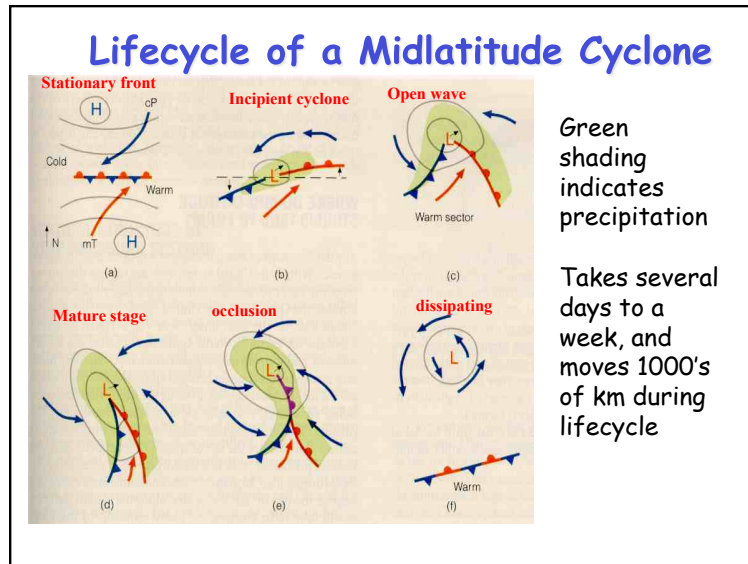 Lifecycle of a Midlatitude Cyclone
Stationary front
H
cP
Cold
Warm
N
mT
H
(a)
Incipient cyclone
L
(b)
Open wave
L
Warm sector
(c)
Green
shading
indicates
precipitation
Takes several
days to a
week, and
moves 1000's
of km during
lifecycle
Mature stage
L
(d)
occlusion
L
(e)
dissipating
L
Warm
(f)